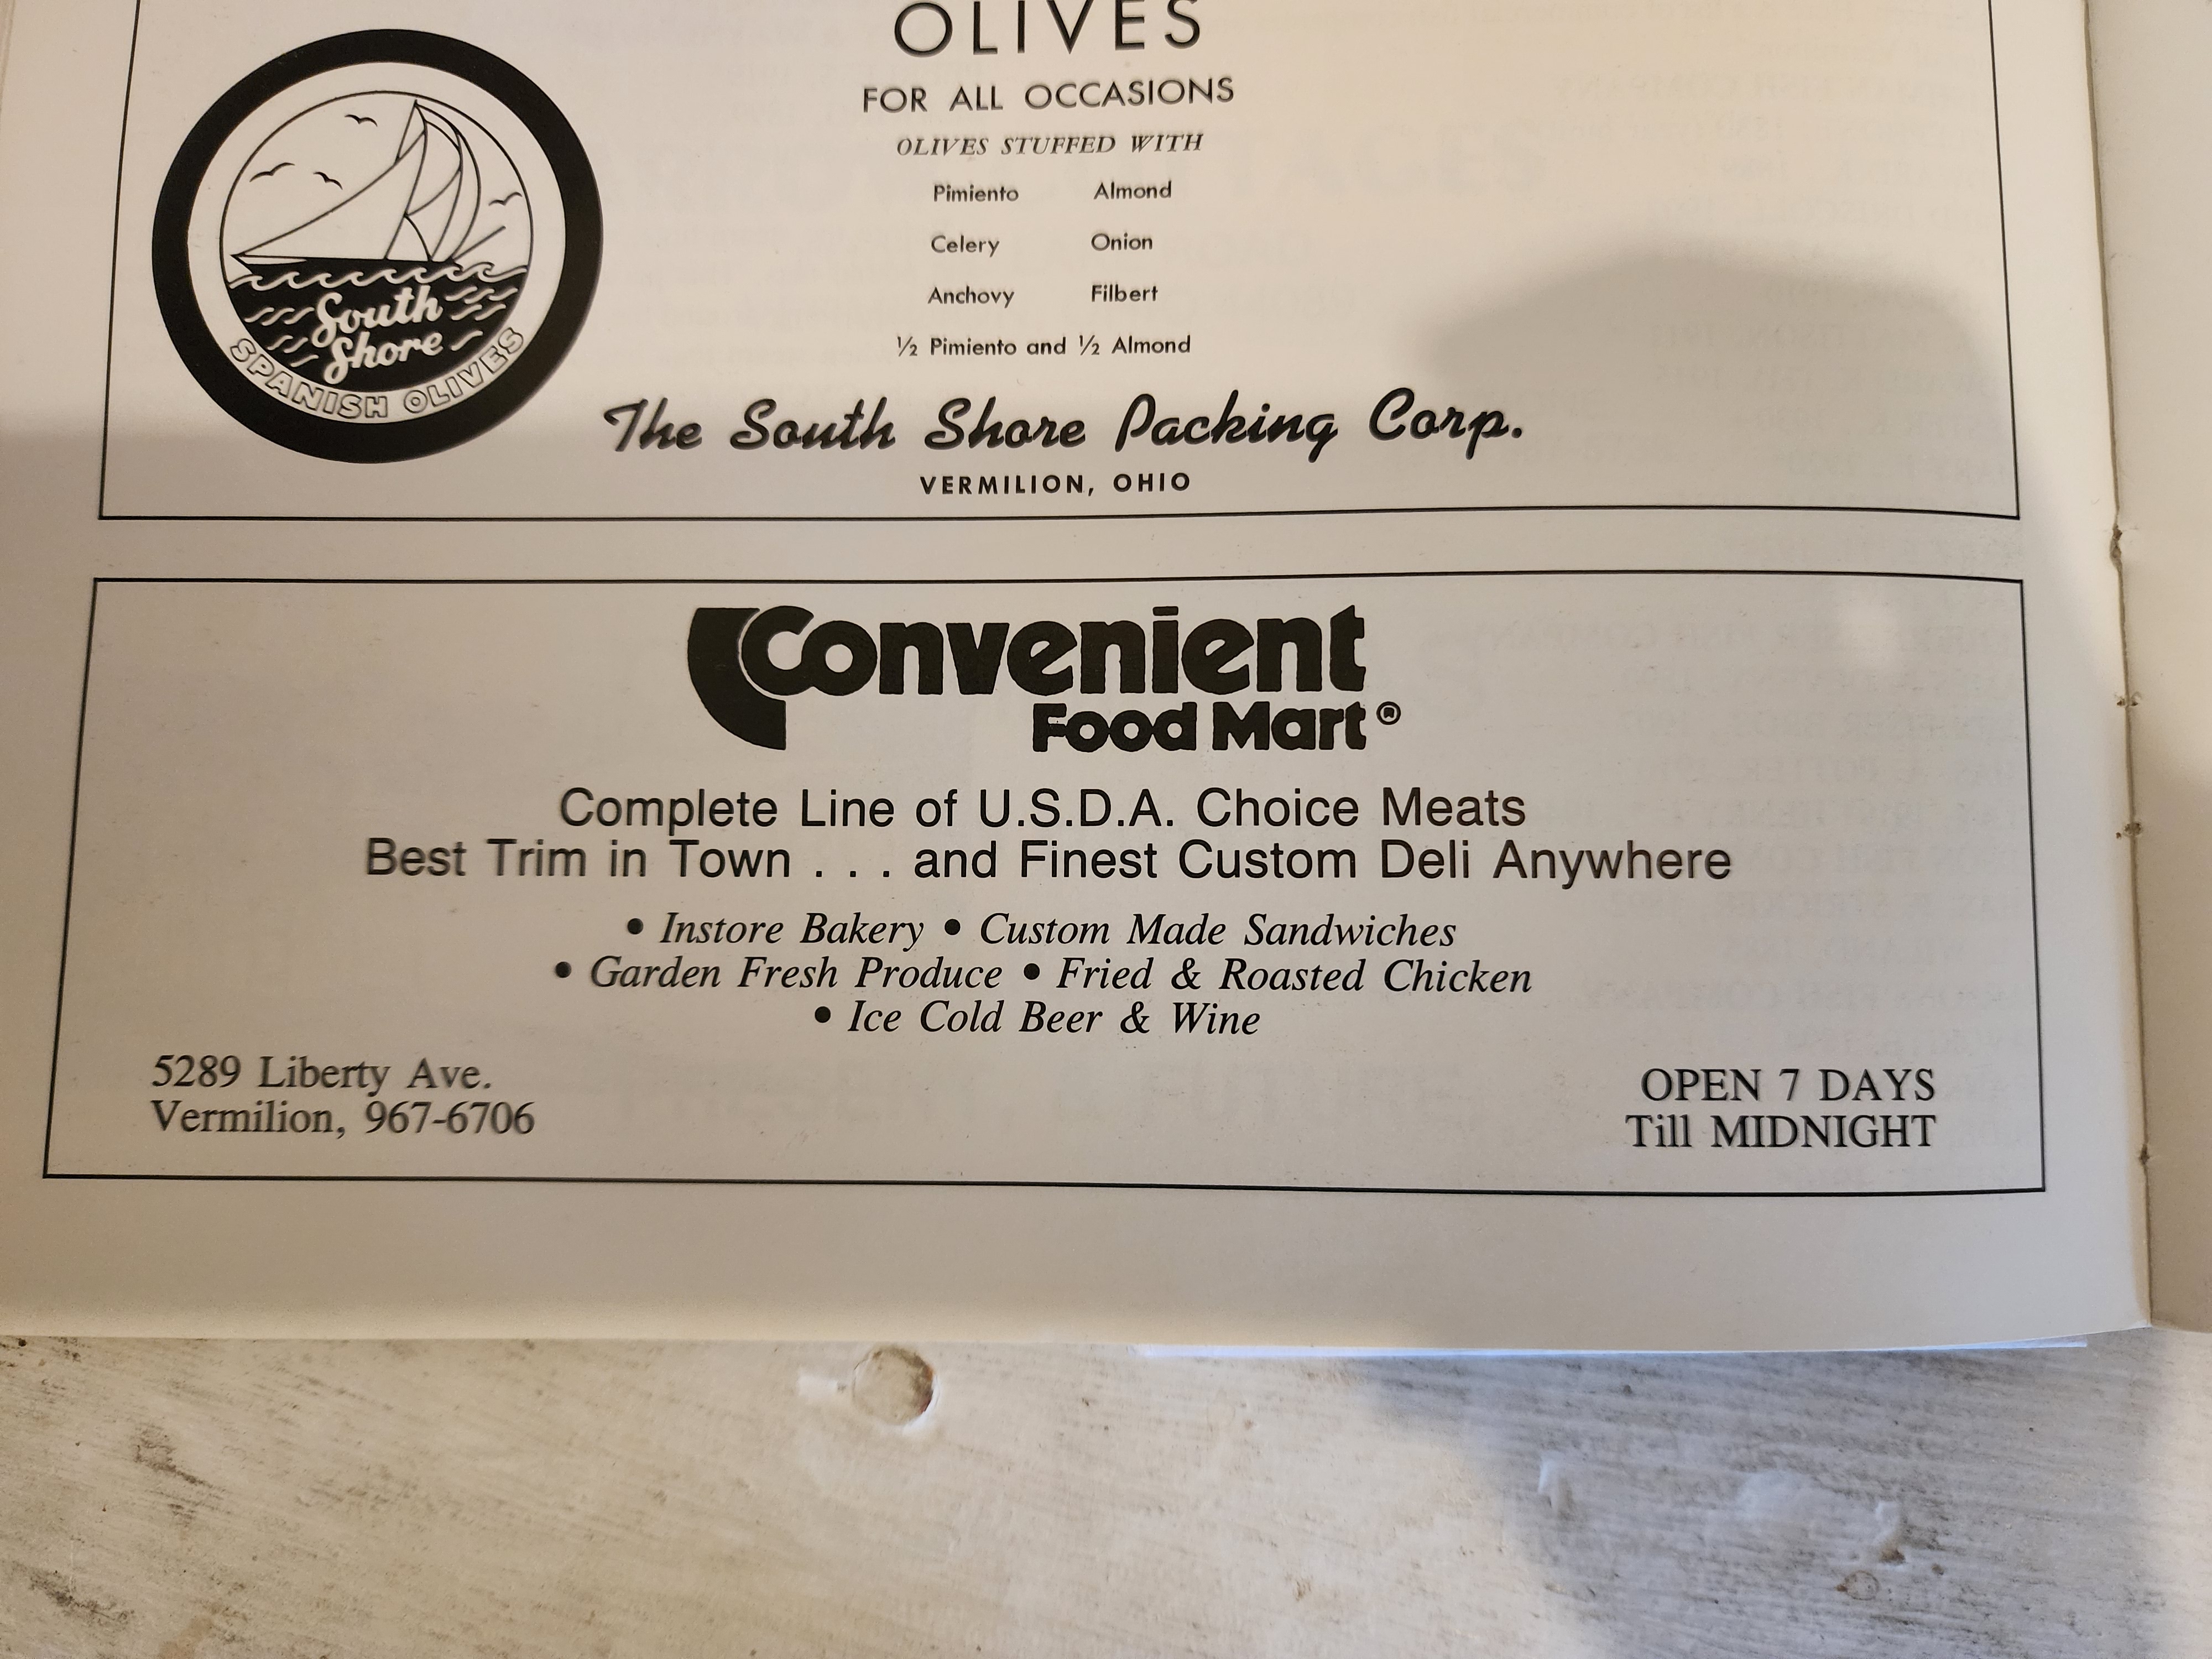 OLIVES
FOR ALL OCCASIONS
OLIVES STUFFED WITH
Pimiento Almond
Celery Onion
Anchovy Filbert
½ Pimiento and ½ Almond
South
Shore
SPANISH OLIVES
The South Shore Packing Corp.
VERMILION, OHIO
Convenient
Food Mart®
Complete Line of U.S.D.A. Choice Meats
Best Trim in Town . . . and Finest Custom Deli Anywhere
• Instore Bakery • Custom Made Sandwiches
• Garden Fresh Produce • Fried & Roasted Chicken
• Ice Cold Beer & Wine
5289 Liberty Ave.
Vermilion, 967-6706
OPEN 7 DAYS
Till MIDNIGHT